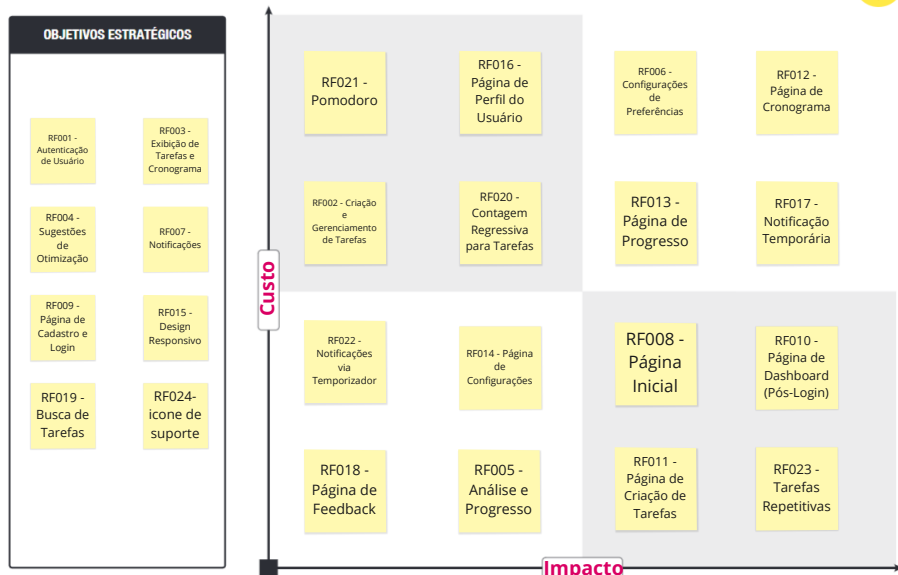 OBJETIVOS ESTRATÉGICOS
RF001 -
Autenticação
de Usuário
RF003 -
Exibição de
Tarefas e
Cronograma
RF004 -
Sugestões
de
Otimização
RF007 -
Notificações
RF009 -
Página de
Cadastro e
Login
RF015 -
Design
Responsivo
RF019 -
Busca de
Tarefas
RF024-
icone de
suporte
Custo
RF021 -
Pomodoro
RF016 -
Página de
Perfil do
Usuário
RF006 -
Configurações
de
Preferências
RF012 -
Página de
Cronograma
RF002 - Criação
e
Gerenciamento
de Tarefas
RF020 -
Contagem
Regressiva
para Tarefas
RF013 -
Página de
Progresso
RF017 -
Notificação
Temporária
RF022 -
Notificações
via
Temporizador
RF014 - Página
de
Configurações
RF008 -
Página
Inicial
RF010 -
Página de
Dashboard
(Pós-Login)
RF018 -
Página de
Feedback
RF005 -
Análise e
Progresso
RF011 -
Página de
Criação de
Tarefas
RF023 -
Tarefas
Repetitivas
Impacto